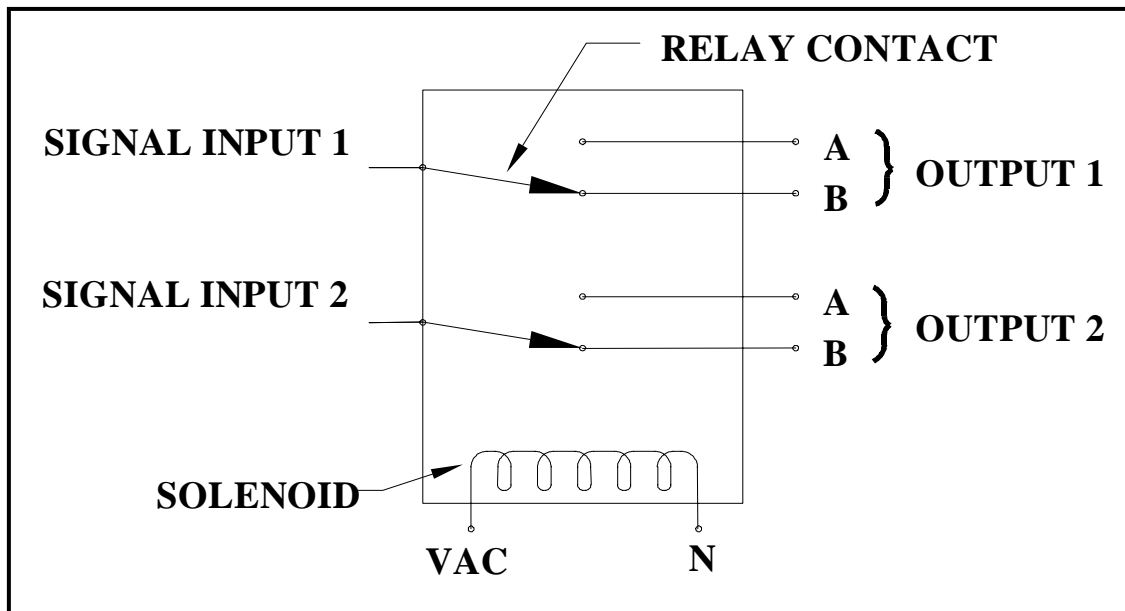 RELAY CONTACT
SIGNAL INPUT 1
A
OUTPUT 1
B
SIGNAL INPUT 2
A
OUTPUT 2
B
SOLENOID
VAC
N